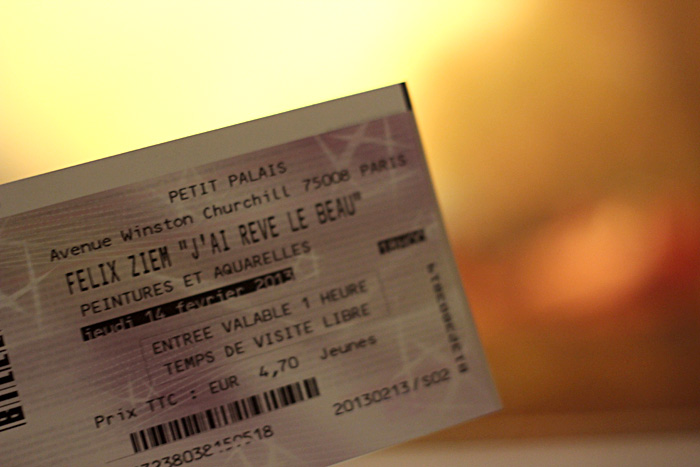 PETIT PALAIS
Avenue Winston Churchill 75008 PARIS
FELIX ZIEM "J'AI REVE LE BEAU"
PEINTURES ET AQUARELLES
jeudi 14 fevrier 2013
ENTREE VALABLE 1 HEURE
TEMPS DE VISITE LIBRE
Prix TTC : EUR 4,70 Jeunes
20130213/S02